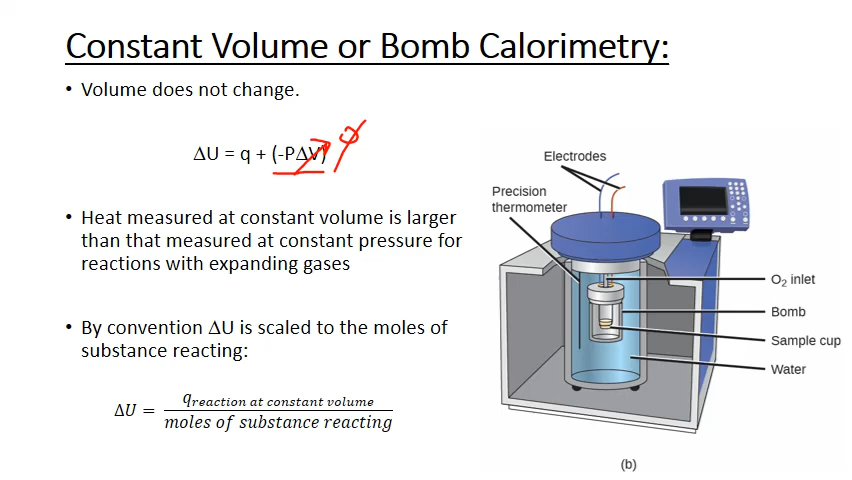 Constant Volume or Bomb Calorimetry:
• Volume does not change.
ΔU = q + (-PΔV) 0
• Heat measured at constant volume is larger
than that measured at constant pressure for
reactions with expanding gases
• By convention ΔU is scaled to the moles of
substance reacting:
ΔU = q_reaction at constant volume / moles of substance reacting
Electrodes
Precision
thermometer
O₂ inlet
Bomb
Sample cup
Water
(b)